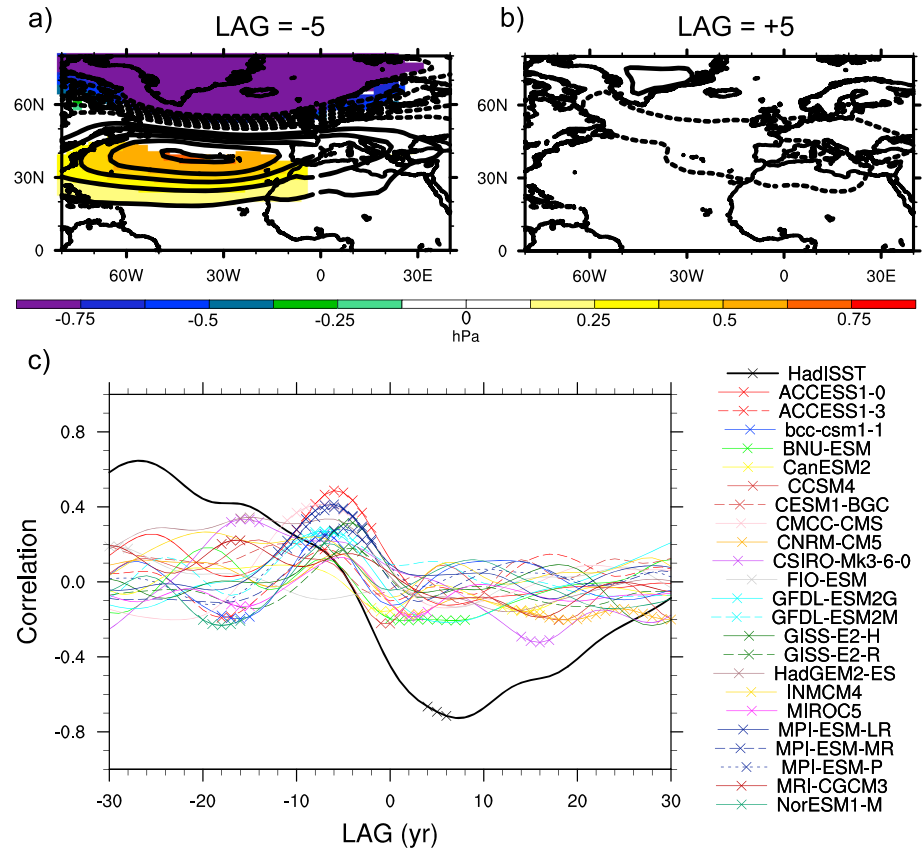 a) LAG = -5
b) LAG = +5
60N
30N
0
60W 30W 0 30E
60N
30N
0
60W 30W 0 30E
-0.75 -0.5 -0.25 0 0.25 0.5 0.75
hPa
c)
Correlation
0.8
0.4
0.0
-0.4
-0.8
-30 -20 -10 0 10 20 30
LAG (yr)
HadISST
ACCESS1-0
ACCESS1-3
bcc-csm1-1
BNU-ESM
CanESM2
CCSM4
CESM1-BGC
CMCC-CMS
CNRM-CM5
CSIRO-Mk3-6-0
FIO-ESM
GFDL-ESM2G
GFDL-ESM2M
GISS-E2-H
GISS-E2-R
HadGEM2-ES
INMCM4
MIROC5
MPI-ESM-LR
MPI-ESM-MR
MPI-ESM-P
MRI-CGCM3
NorESM1-M